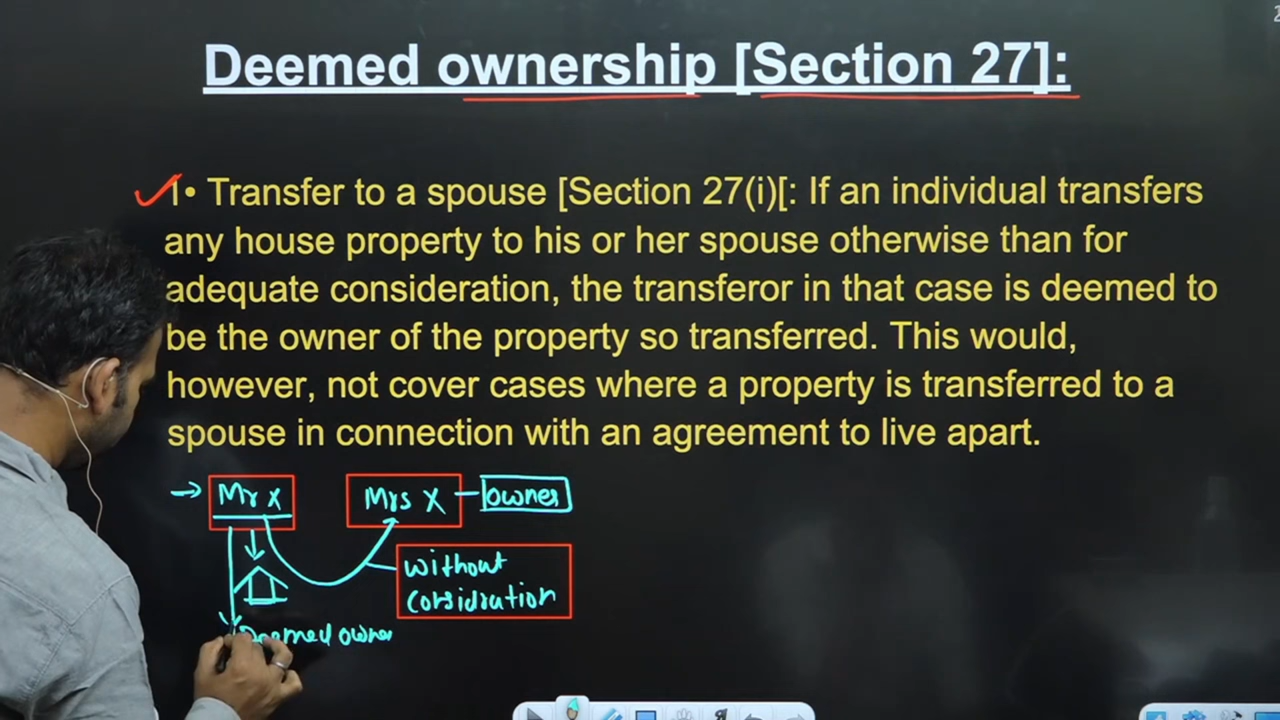 Deemed ownership [Section 27]:
1• Transfer to a spouse [Section 27(i)[: If an individual transfers
any house property to his or her spouse otherwise than for
adequate consideration, the transferor in that case is deemed to
be the owner of the property so transferred. This would,
however, not cover cases where a property is transferred to a
spouse in connection with an agreement to live apart.
Mr X Mrs X owner
without
considration
Deemed owner